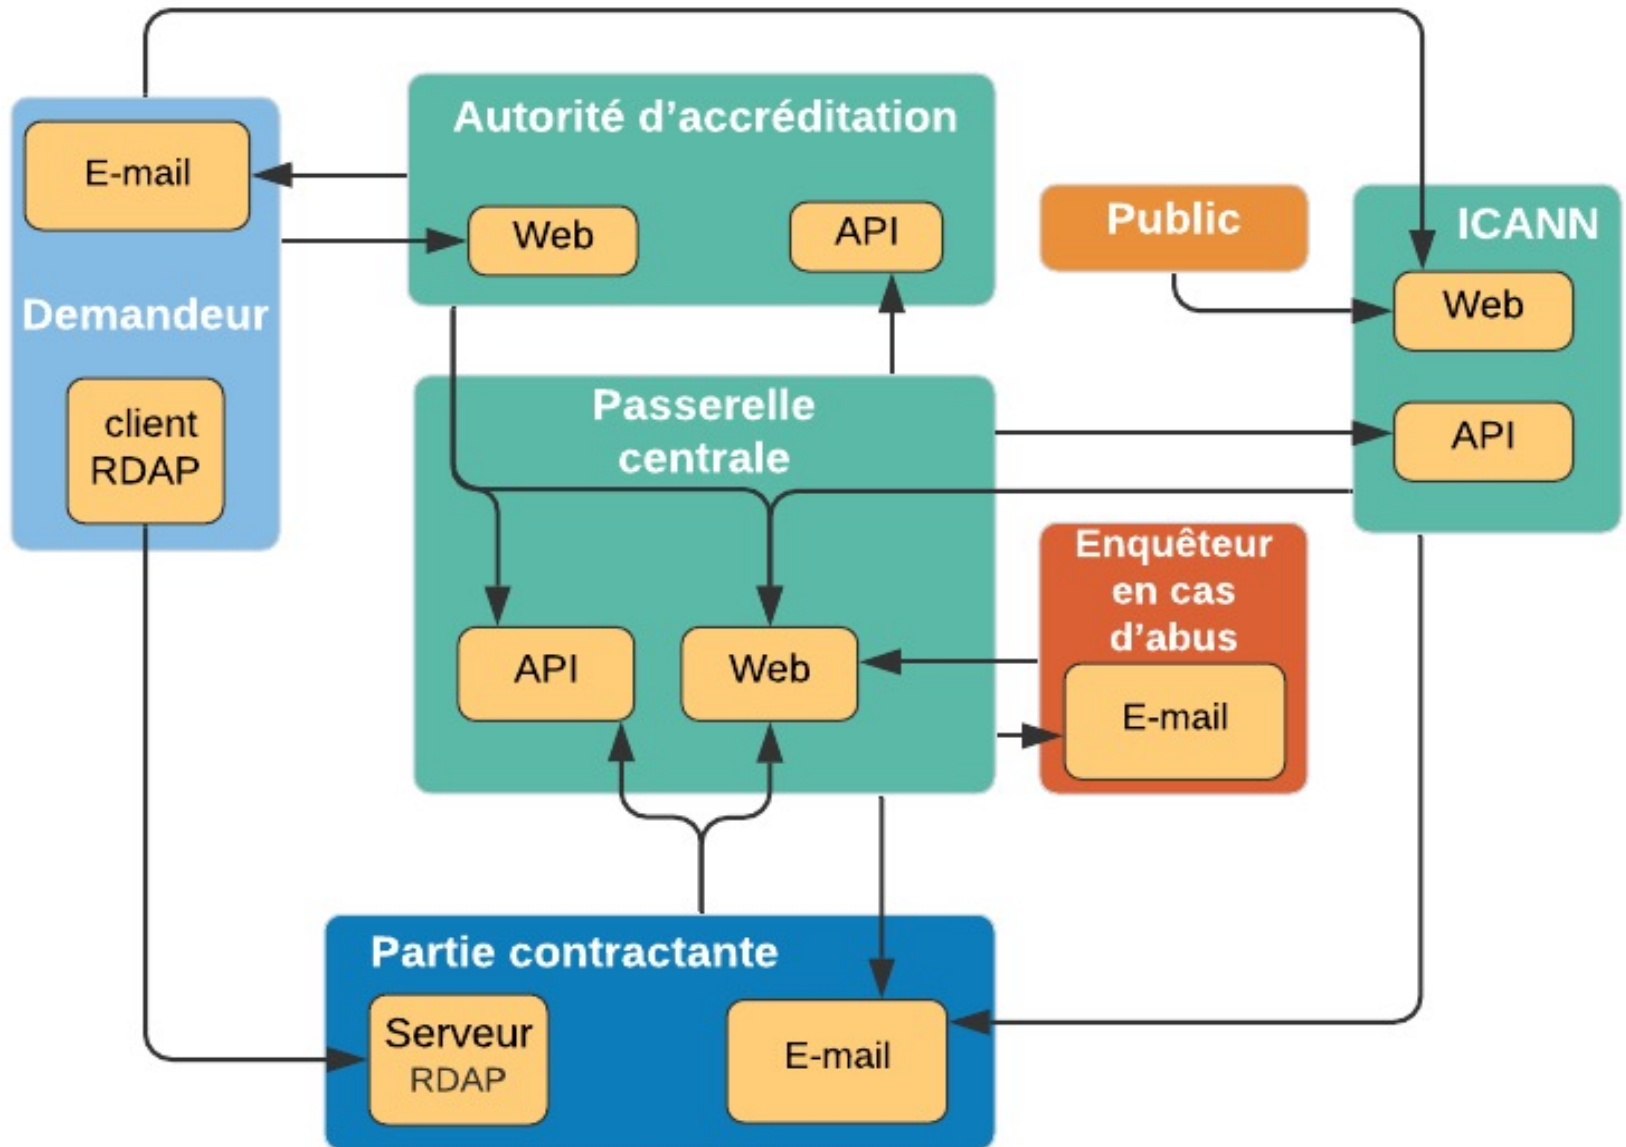 Autorité d’accréditation
E-mail
Web
API
Public
ICANN
Web
Demandeur
client
RDAP
Passerelle
centrale
API
Enquêteur
en cas
d’abus
API
Web
E-mail
Partie contractante
Serveur
RDAP
E-mail